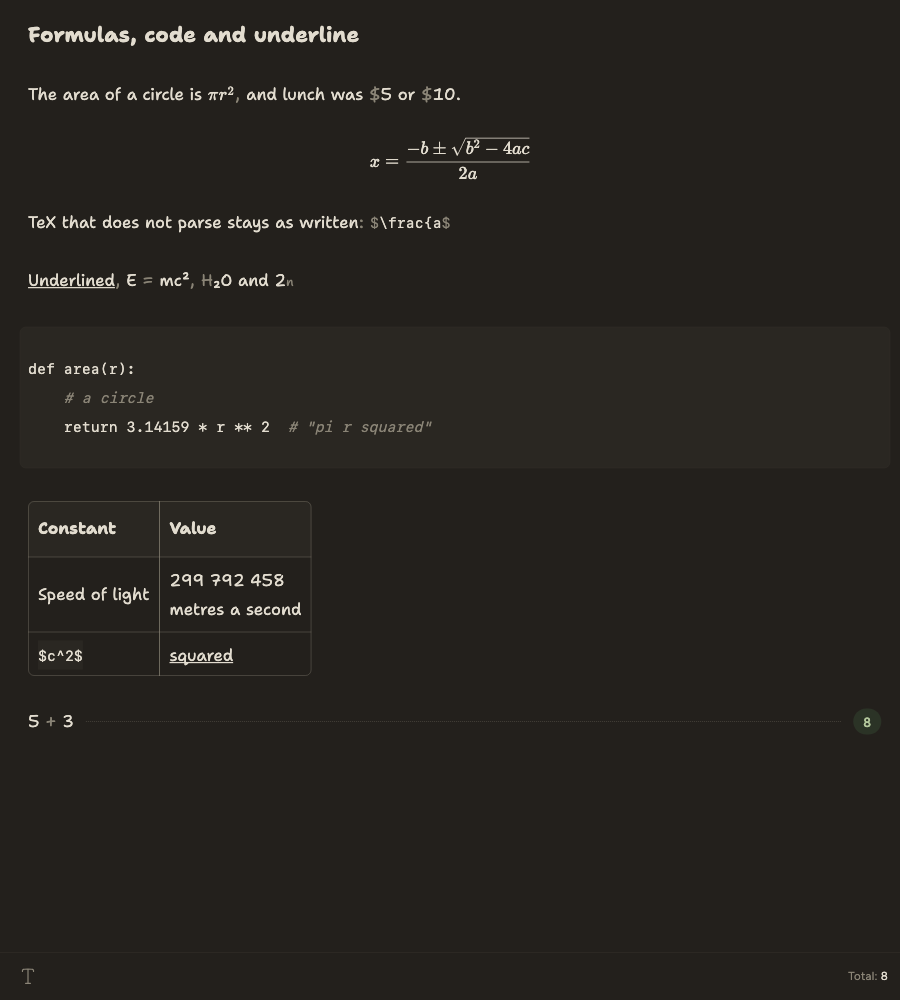 Formulas, code and underline
The area of a circle is πr², and lunch was $5 or $10.
x = (−b ± √(b² − 4ac)) / 2a
TeX that does not parse stays as written: $\frac{a$
Underlined, E = mc², H₂O and 2ₙ
def area(r):
    # a circle
    return 3.14159 * r ** 2  # "pi r squared"
Constant Value
Speed of light 299 792 458
metres a second
$c^2$ squared
5 + 3 8
T Total: 8